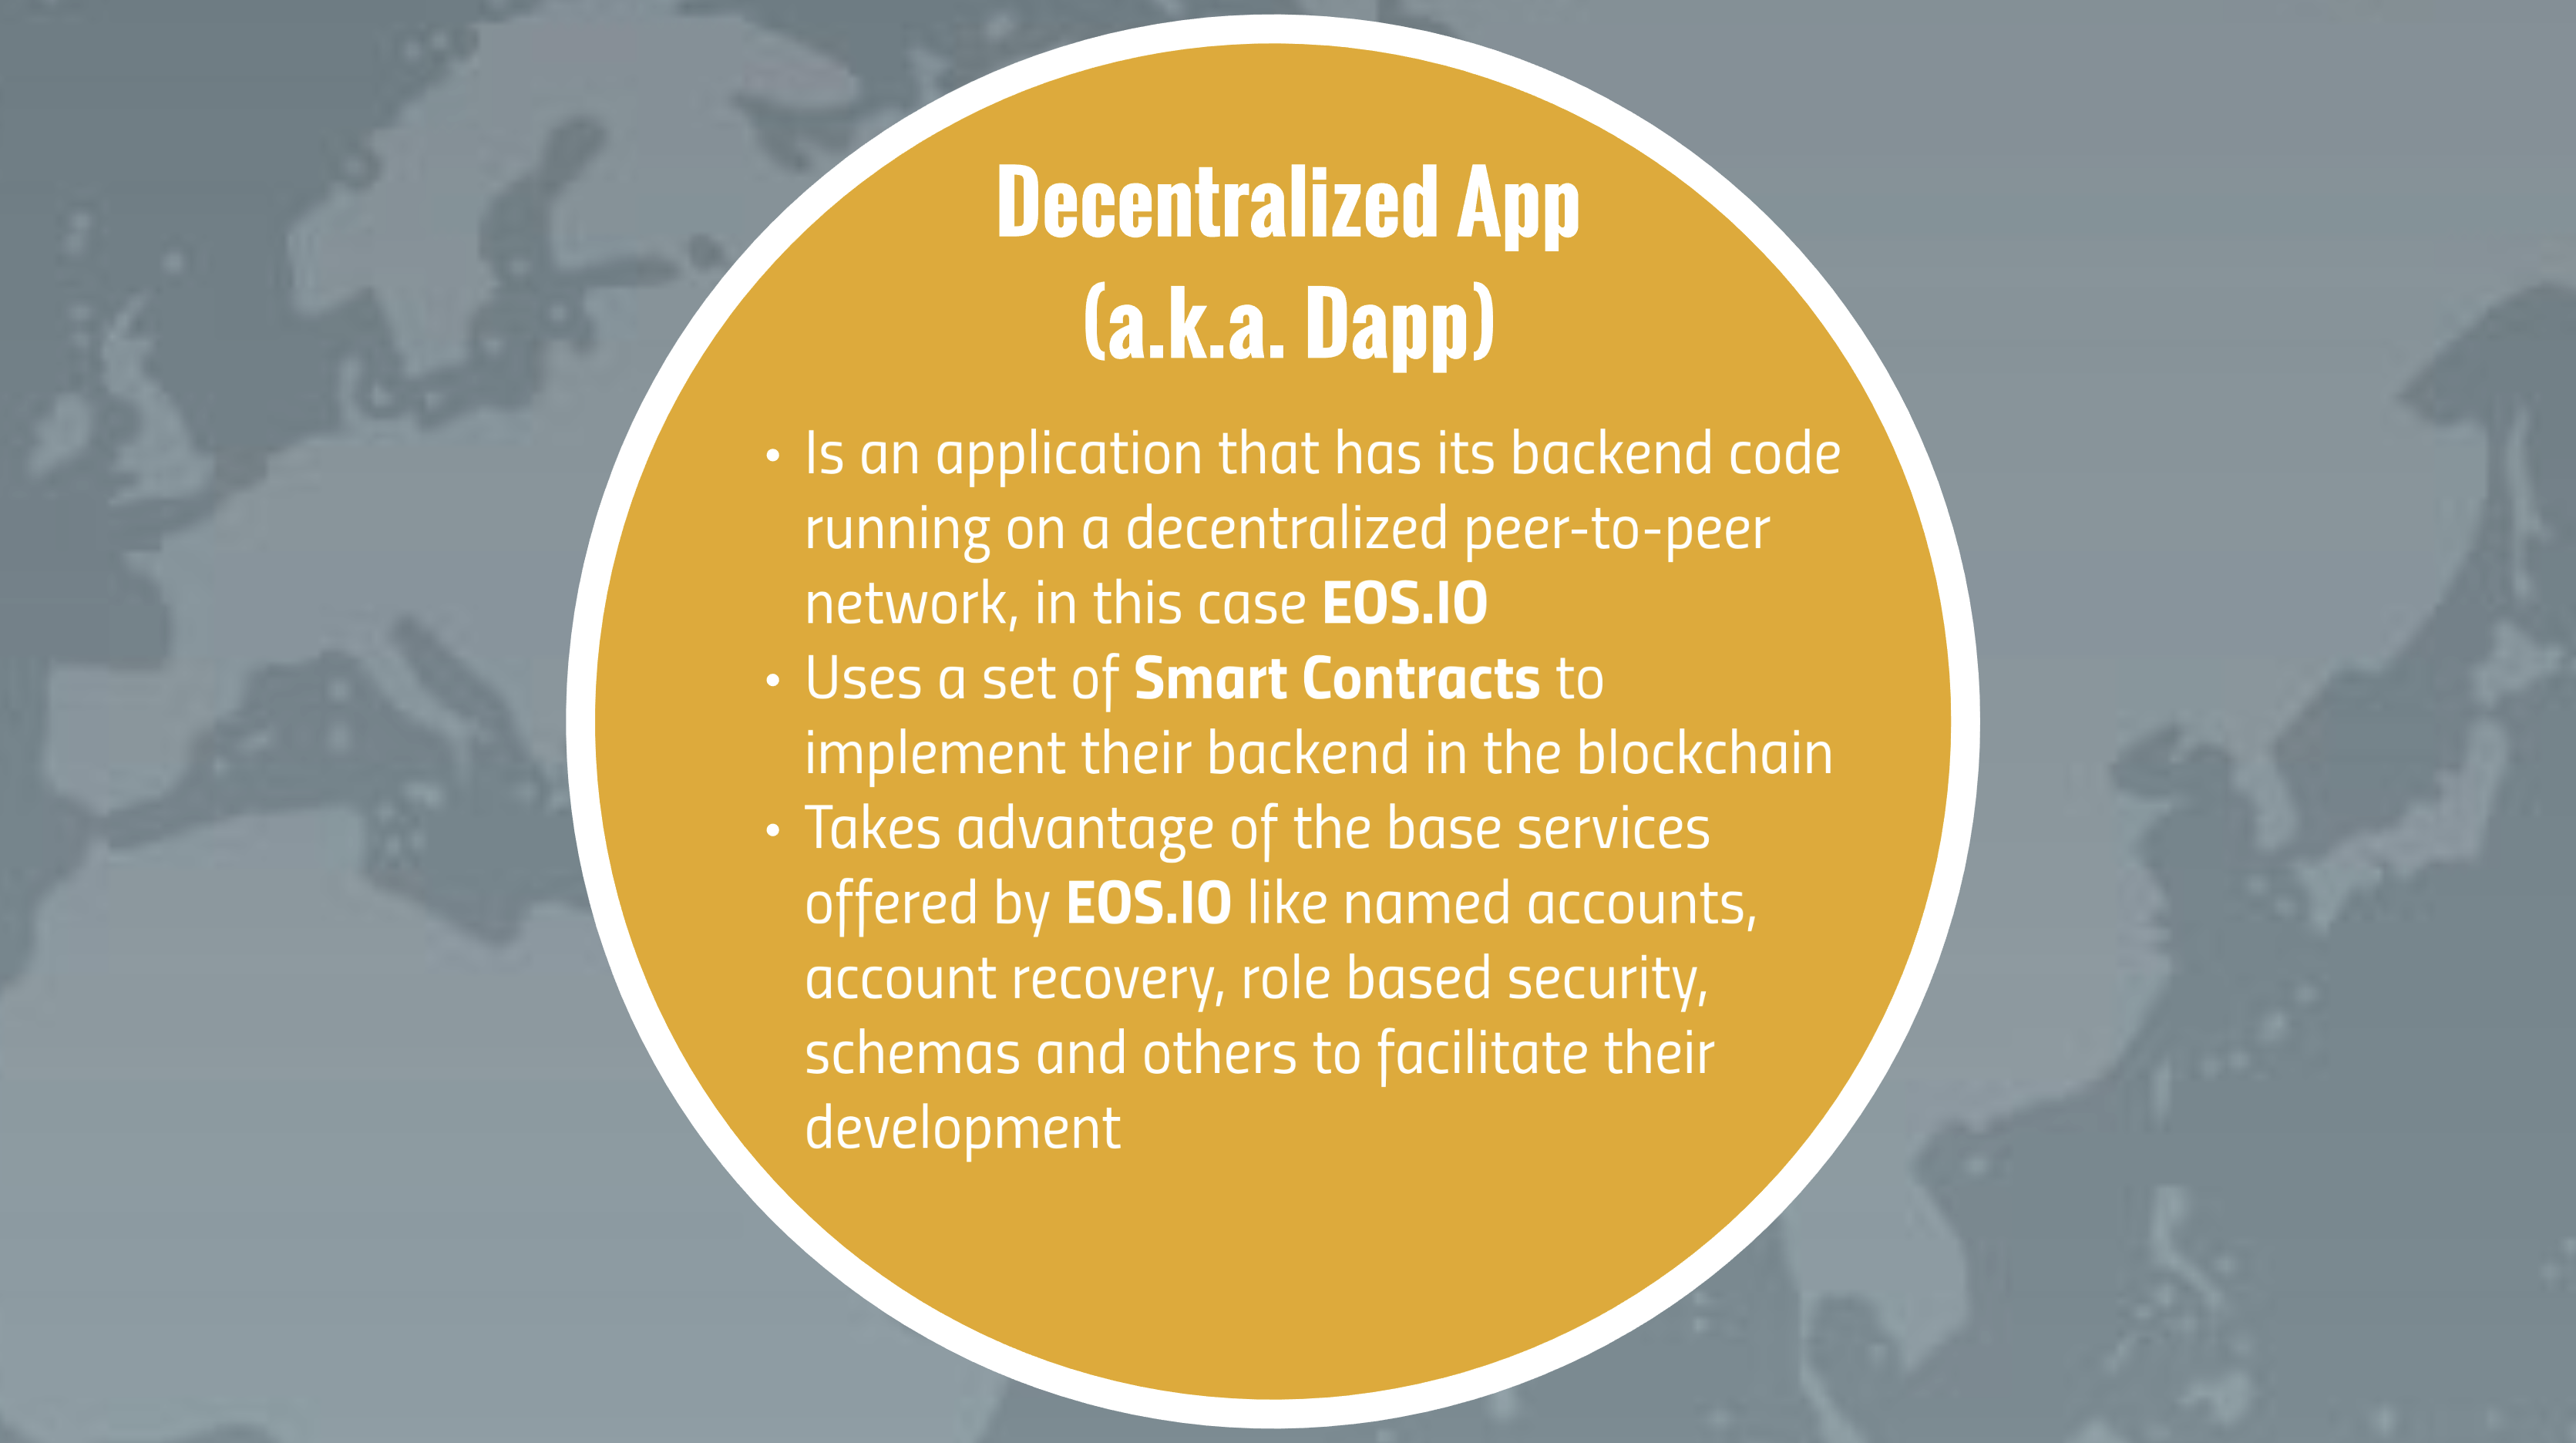 Decentralized App
(a.k.a. Dapp)
• Is an application that has its backend code
running on a decentralized peer-to-peer
network, in this case EOS.IO
• Uses a set of Smart Contracts to
implement their backend in the blockchain
• Takes advantage of the base services
offered by EOS.IO like named accounts,
account recovery, role based security,
schemas and others to facilitate their
development